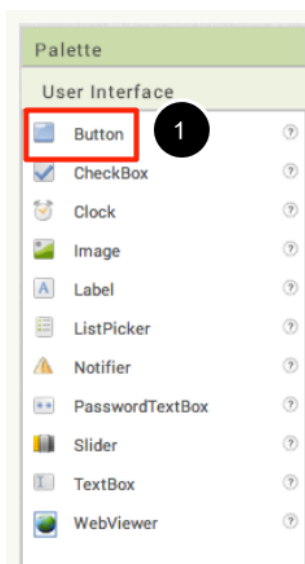 Palette
User Interface
Button 1 ?
CheckBox ?
Clock ?
Image ?
A Label ?
ListPicker ?
Notifier ?
PasswordTextBox ?
Slider ?
TextBox ?
WebViewer ?